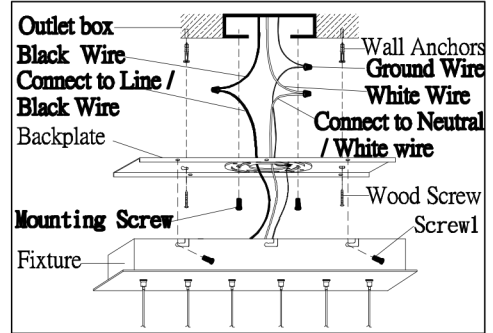 Outlet box
Black Wire
Connect to Line /
Black Wire
Backplate
Mounting Screw
Fixture
Wall Anchors
Ground Wire
White Wire
Connect to Neutral
/ White wire
Wood Screw
Screw1